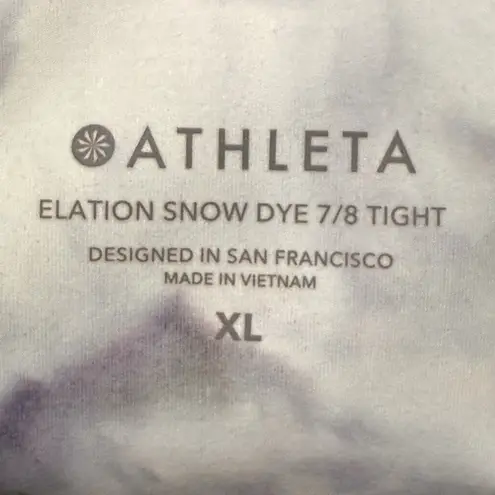 ATHLETA
ELATION SNOW DYE 7/8 TIGHT
DESIGNED IN SAN FRANCISCO
MADE IN VIETNAM
XL